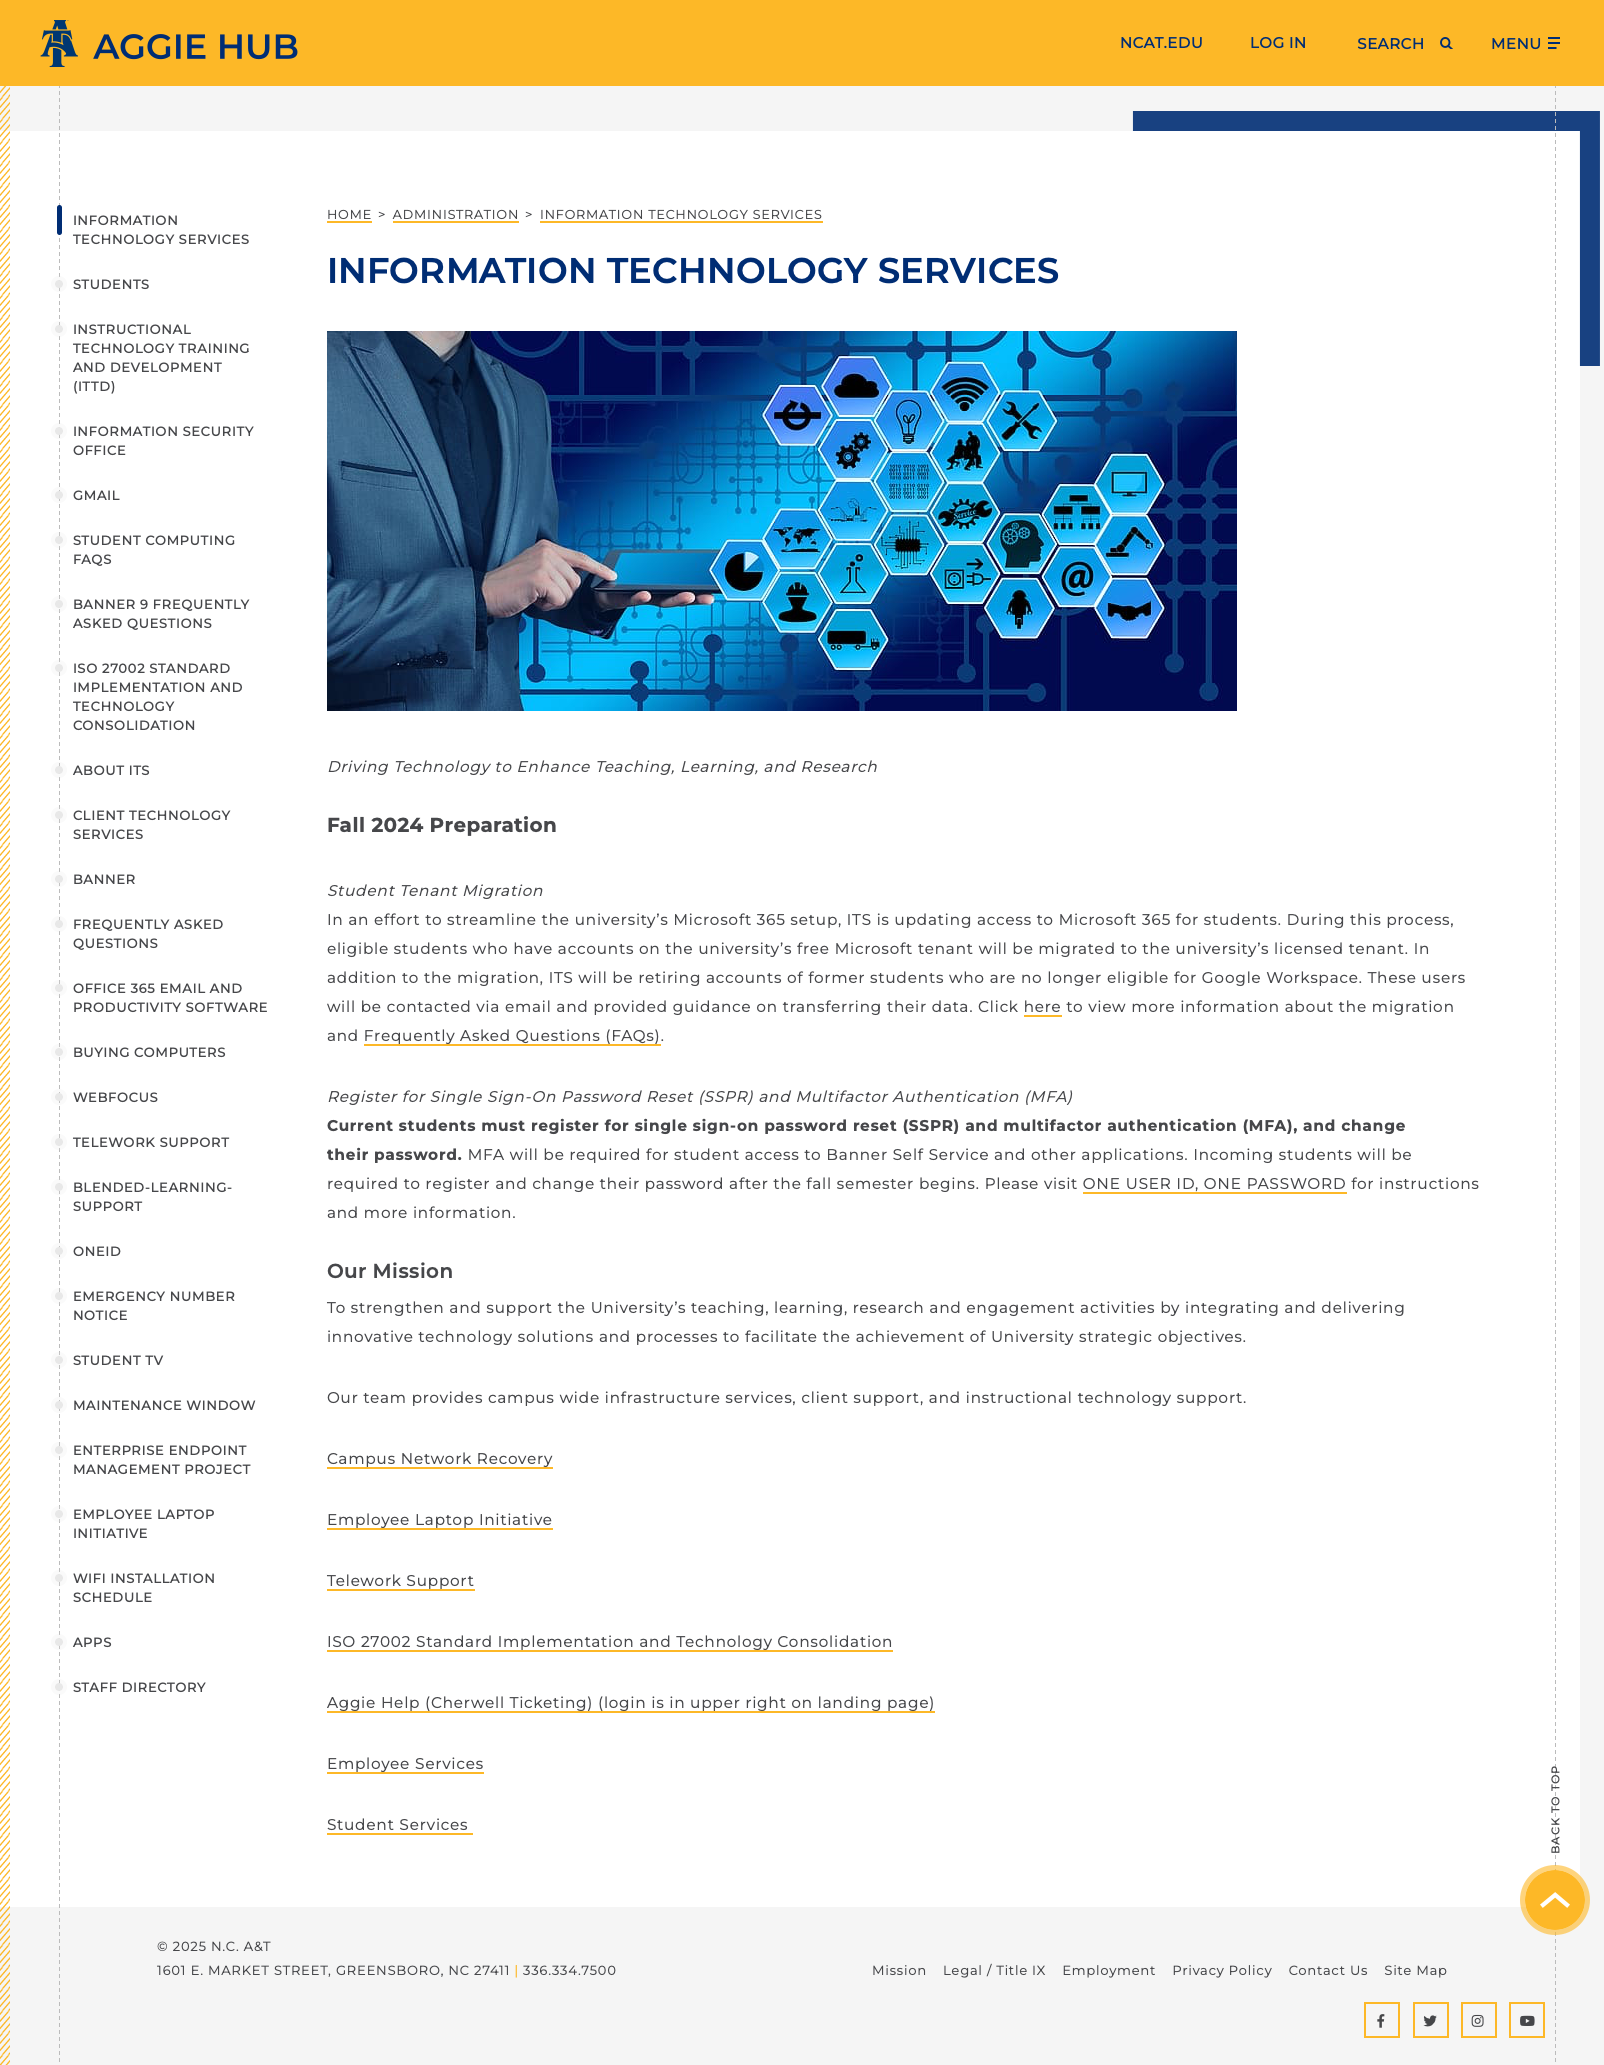 AGGIE HUB
NCAT.EDU
LOG IN
SEARCH
MENU
INFORMATION
TECHNOLOGY SERVICES
STUDENTS
INSTRUCTIONAL
TECHNOLOGY TRAINING
AND DEVELOPMENT
(ITTD)
INFORMATION SECURITY
OFFICE
GMAIL
STUDENT COMPUTING
FAQS
BANNER 9 FREQUENTLY
ASKED QUESTIONS
ISO 27002 STANDARD
IMPLEMENTATION AND
TECHNOLOGY
CONSOLIDATION
ABOUT ITS
CLIENT TECHNOLOGY
SERVICES
BANNER
FREQUENTLY ASKED
QUESTIONS
OFFICE 365 EMAIL AND
PRODUCTIVITY SOFTWARE
BUYING COMPUTERS
WEBFOCUS
TELEWORK SUPPORT
BLENDED-LEARNING-
SUPPORT
ONEID
EMERGENCY NUMBER
NOTICE
STUDENT TV
MAINTENANCE WINDOW
ENTERPRISE ENDPOINT
MANAGEMENT PROJECT
EMPLOYEE LAPTOP
INITIATIVE
WIFI INSTALLATION
SCHEDULE
APPS
STAFF DIRECTORY
HOME > ADMINISTRATION > INFORMATION TECHNOLOGY SERVICES
INFORMATION TECHNOLOGY SERVICES
Service
@
Driving Technology to Enhance Teaching, Learning, and Research
Fall 2024 Preparation
Student Tenant Migration
In an effort to streamline the university’s Microsoft 365 setup, ITS is updating access to Microsoft 365 for students. During this process,
eligible students who have accounts on the university’s free Microsoft tenant will be migrated to the university’s licensed tenant. In
addition to the migration, ITS will be retiring accounts of former students who are no longer eligible for Google Workspace. These users
will be contacted via email and provided guidance on transferring their data. Click here to view more information about the migration
and Frequently Asked Questions (FAQs).
Register for Single Sign-On Password Reset (SSPR) and Multifactor Authentication (MFA)
Current students must register for single sign-on password reset (SSPR) and multifactor authentication (MFA), and change
their password. MFA will be required for student access to Banner Self Service and other applications. Incoming students will be
required to register and change their password after the fall semester begins. Please visit ONE USER ID, ONE PASSWORD for instructions
and more information.
Our Mission
To strengthen and support the University’s teaching, learning, research and engagement activities by integrating and delivering
innovative technology solutions and processes to facilitate the achievement of University strategic objectives.
Our team provides campus wide infrastructure services, client support, and instructional technology support.
Campus Network Recovery
Employee Laptop Initiative
Telework Support
ISO 27002 Standard Implementation and Technology Consolidation
Aggie Help (Cherwell Ticketing) (login is in upper right on landing page)
Employee Services
Student Services
BACK TO TOP
© 2025 N.C. A&T
1601 E. MARKET STREET, GREENSBORO, NC 27411 | 336.334.7500
Mission Legal / Title IX Employment Privacy Policy Contact Us Site Map